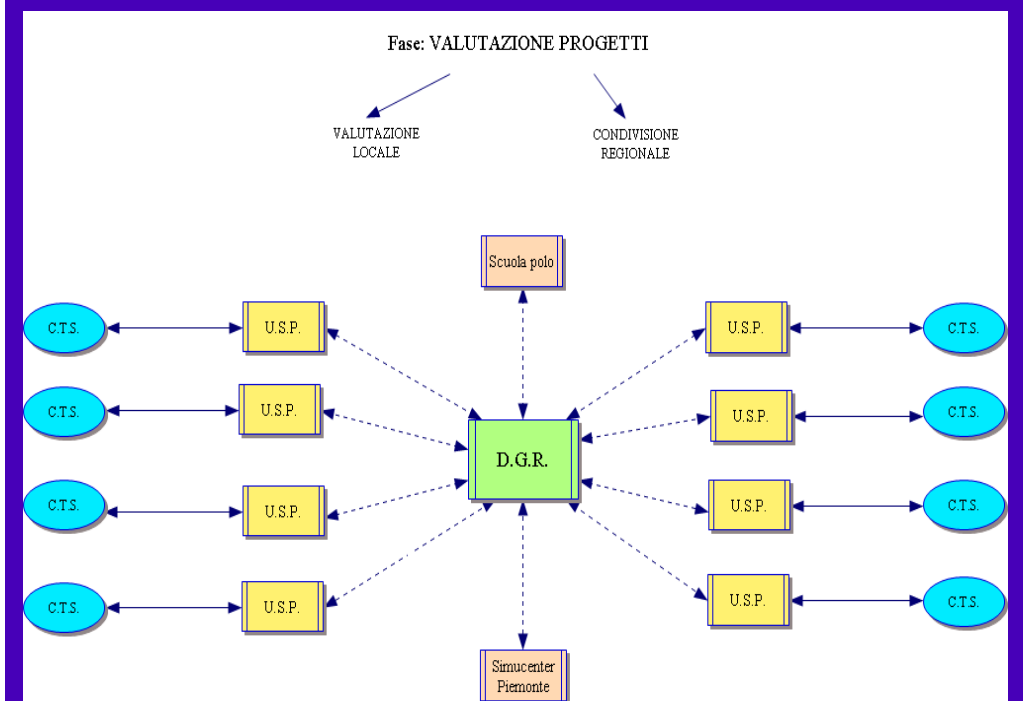 Fase: VALUTAZIONE PROGETTI
VALUTAZIONE
LOCALE
CONDIVISIONE
REGIONALE
Scuola polo
C.T.S.
U.S.P.
U.S.P.
C.T.S.
C.T.S.
U.S.P.
U.S.P.
C.T.S.
D.G.R.
C.T.S.
U.S.P.
U.S.P.
C.T.S.
C.T.S.
U.S.P.
U.S.P.
C.T.S.
Simucenter
Piemonte